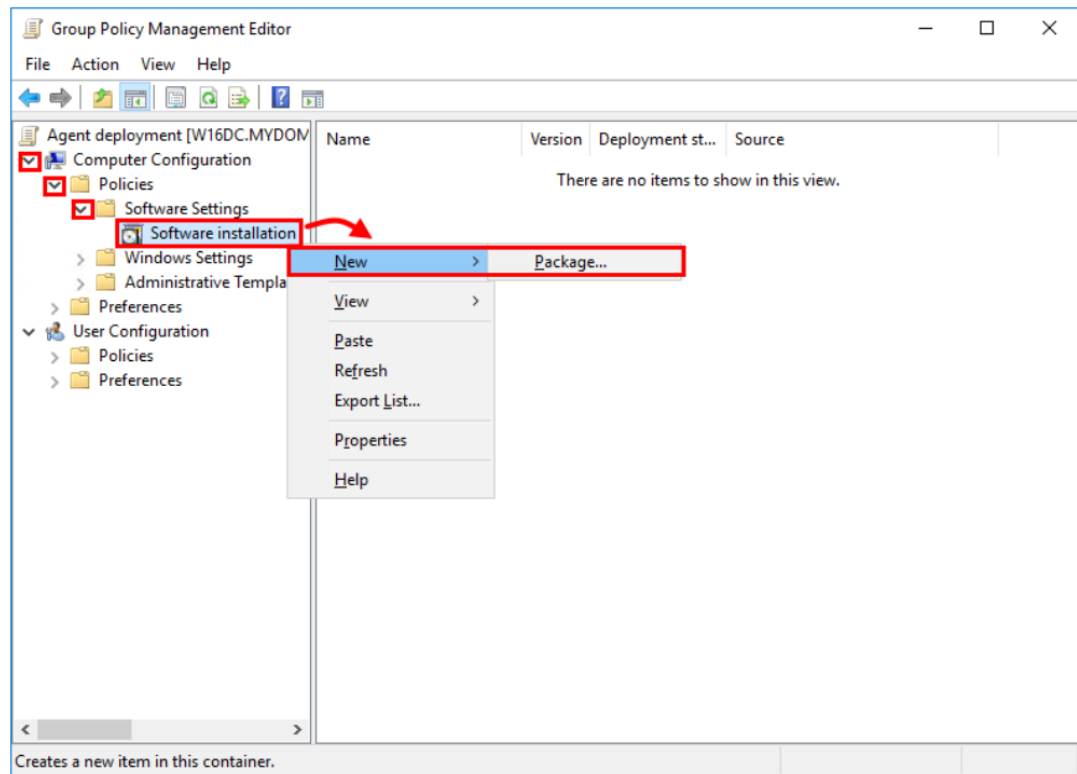 Group Policy Management Editor
File Action View Help
Agent deployment [W16DC.MYDOM
Computer Configuration
Policies
Software Settings
Software installation
Windows Settings
Administrative Templa
Preferences
User Configuration
Policies
Preferences
Name Version Deployment st... Source
There are no items to show in this view.
New Package...
View
Paste
Refresh
Export List...
Properties
Help
Creates a new item in this container.